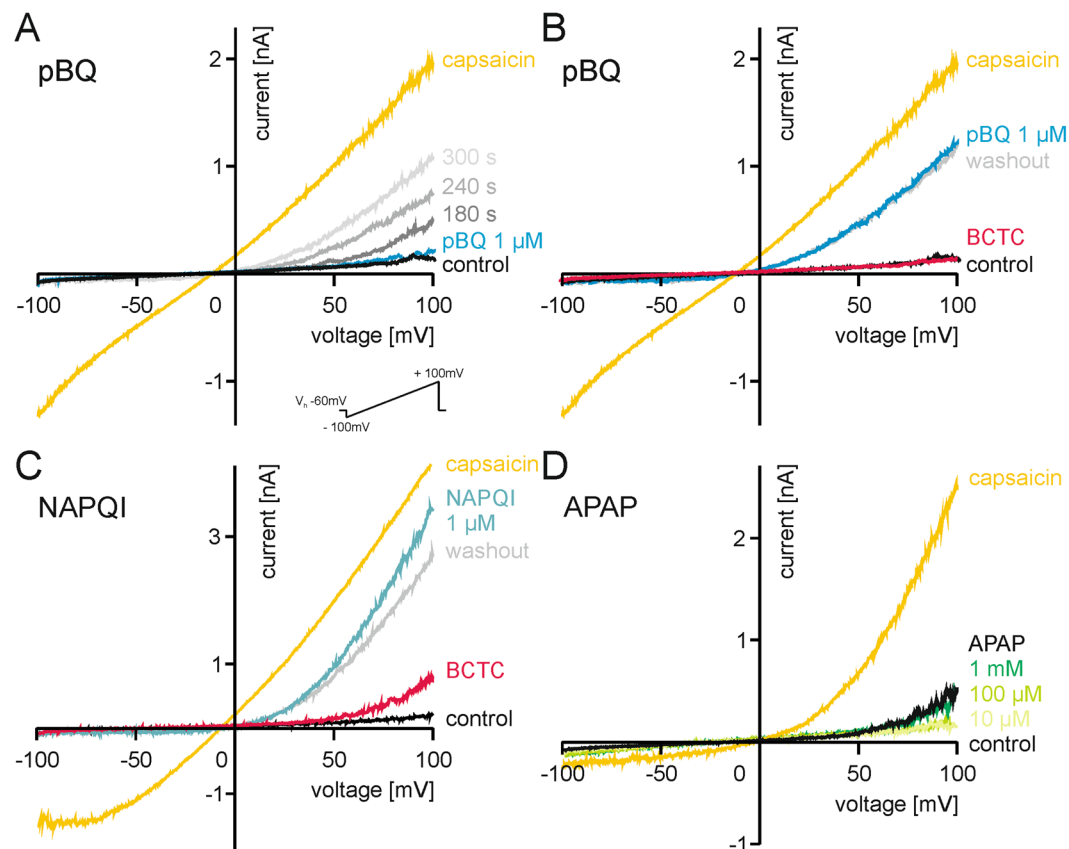 A
pBQ
current [nA]
2
1
-1
-100
-50
0
50
100
voltage [mV]
capsaicin
300 s
240 s
180 s
pBQ 1 µM
control
+ 100mV
Vh -60mV
- 100mV
B
pBQ
current [nA]
2
1
-1
-100
-50
0
50
100
voltage [mV]
capsaicin
pBQ 1 µM
washout
BCTC
control
C
NAPQI
current [nA]
3
1
-1
-100
-50
0
50
100
voltage [mV]
capsaicin
NAPQI
1 µM
washout
BCTC
control
D
APAP
current [nA]
2
1
-1
-100
-50
0
50
100
voltage [mV]
capsaicin
APAP
1 mM
100 µM
10 µM
control